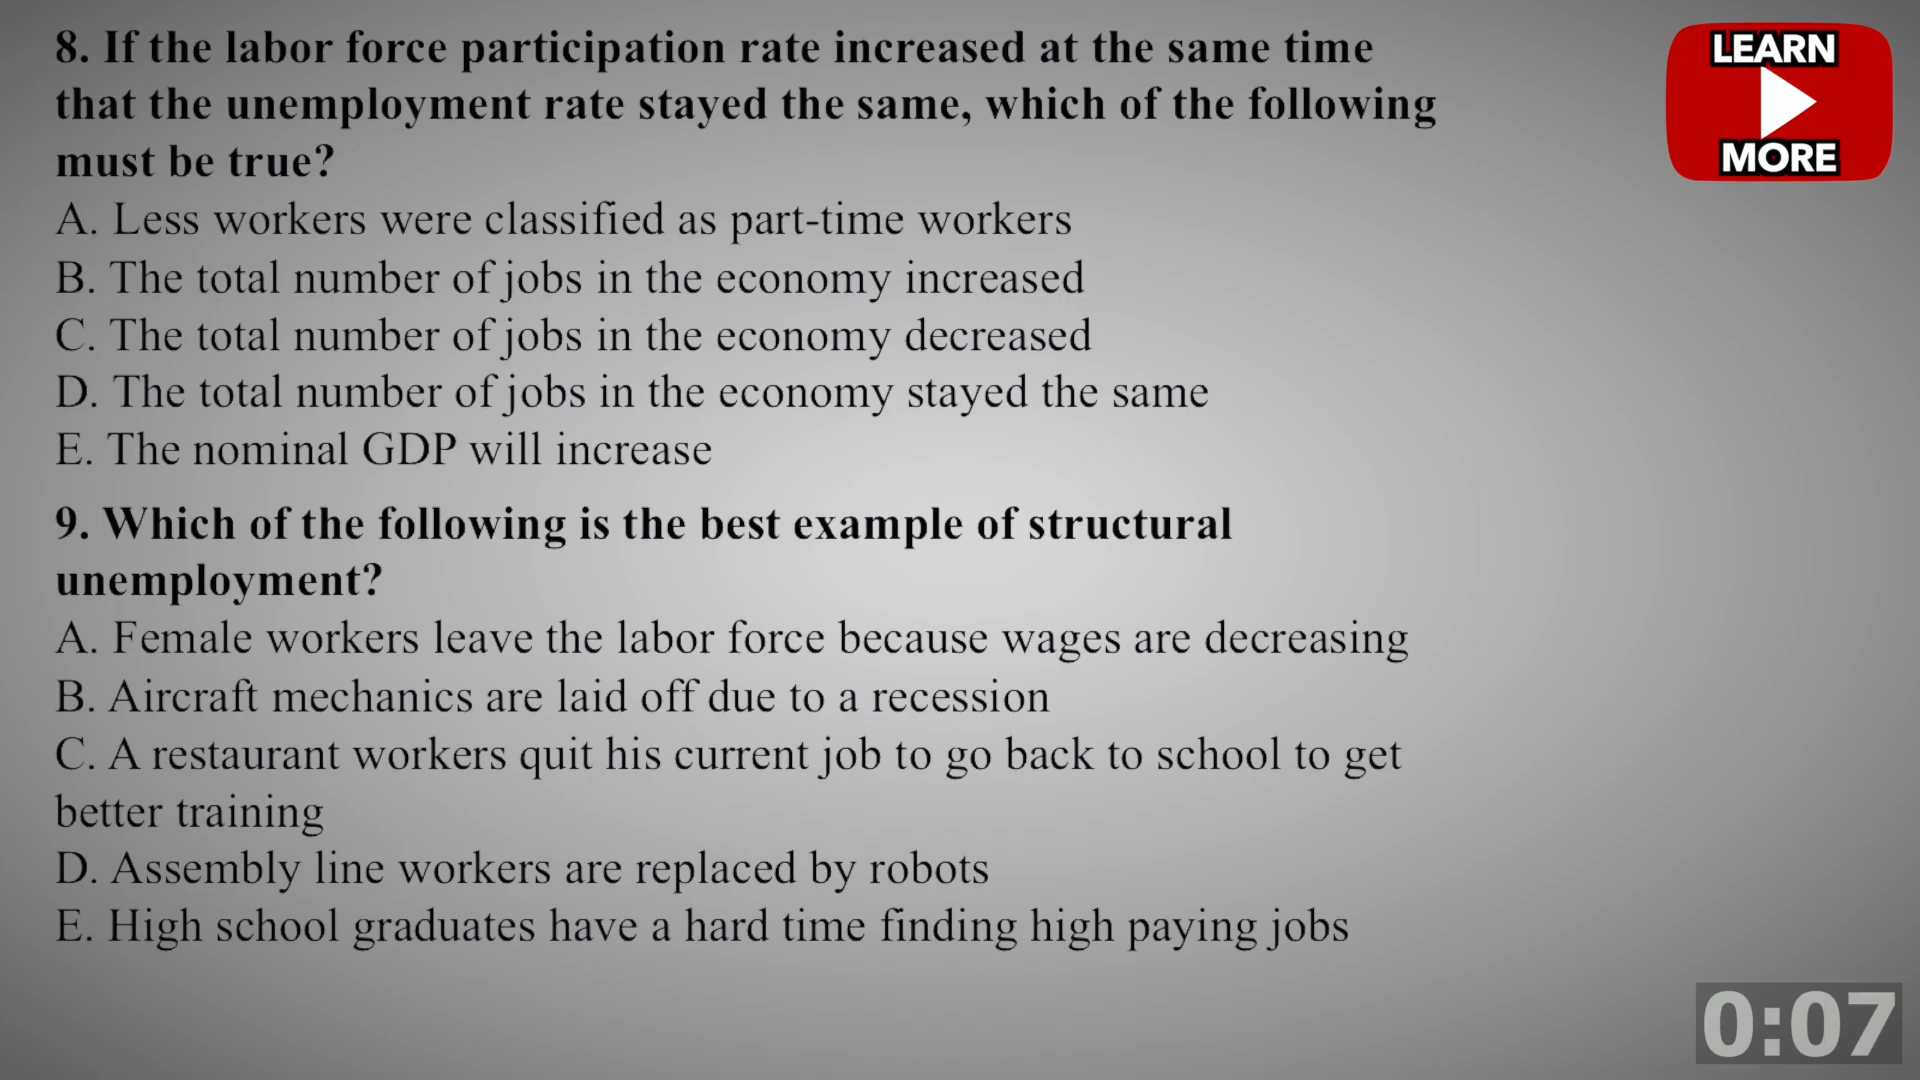 8. If the labor force participation rate increased at the same time
that the unemployment rate stayed the same, which of the following
must be true?
A. Less workers were classified as part-time workers
B. The total number of jobs in the economy increased
C. The total number of jobs in the economy decreased
D. The total number of jobs in the economy stayed the same
E. The nominal GDP will increase
9. Which of the following is the best example of structural
unemployment?
A. Female workers leave the labor force because wages are decreasing
B. Aircraft mechanics are laid off due to a recession
C. A restaurant workers quit his current job to go back to school to get
better training
D. Assembly line workers are replaced by robots
E. High school graduates have a hard time finding high paying jobs
LEARN
MORE
0:07